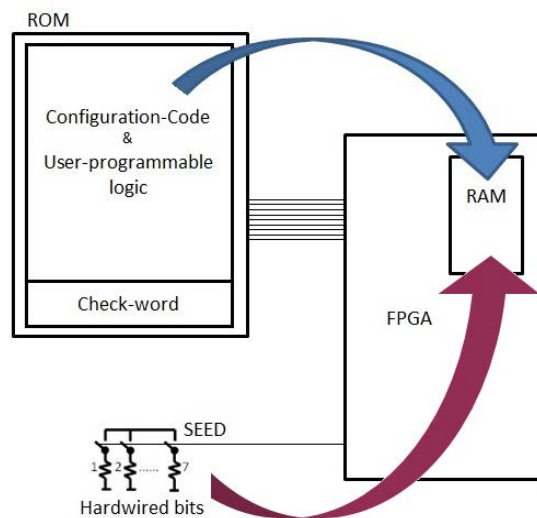 ROM
Configuration-Code
&
User-programmable
logic
RAM
Check-word
FPGA
SEED
1 2 ...... 7
Hardwired bits